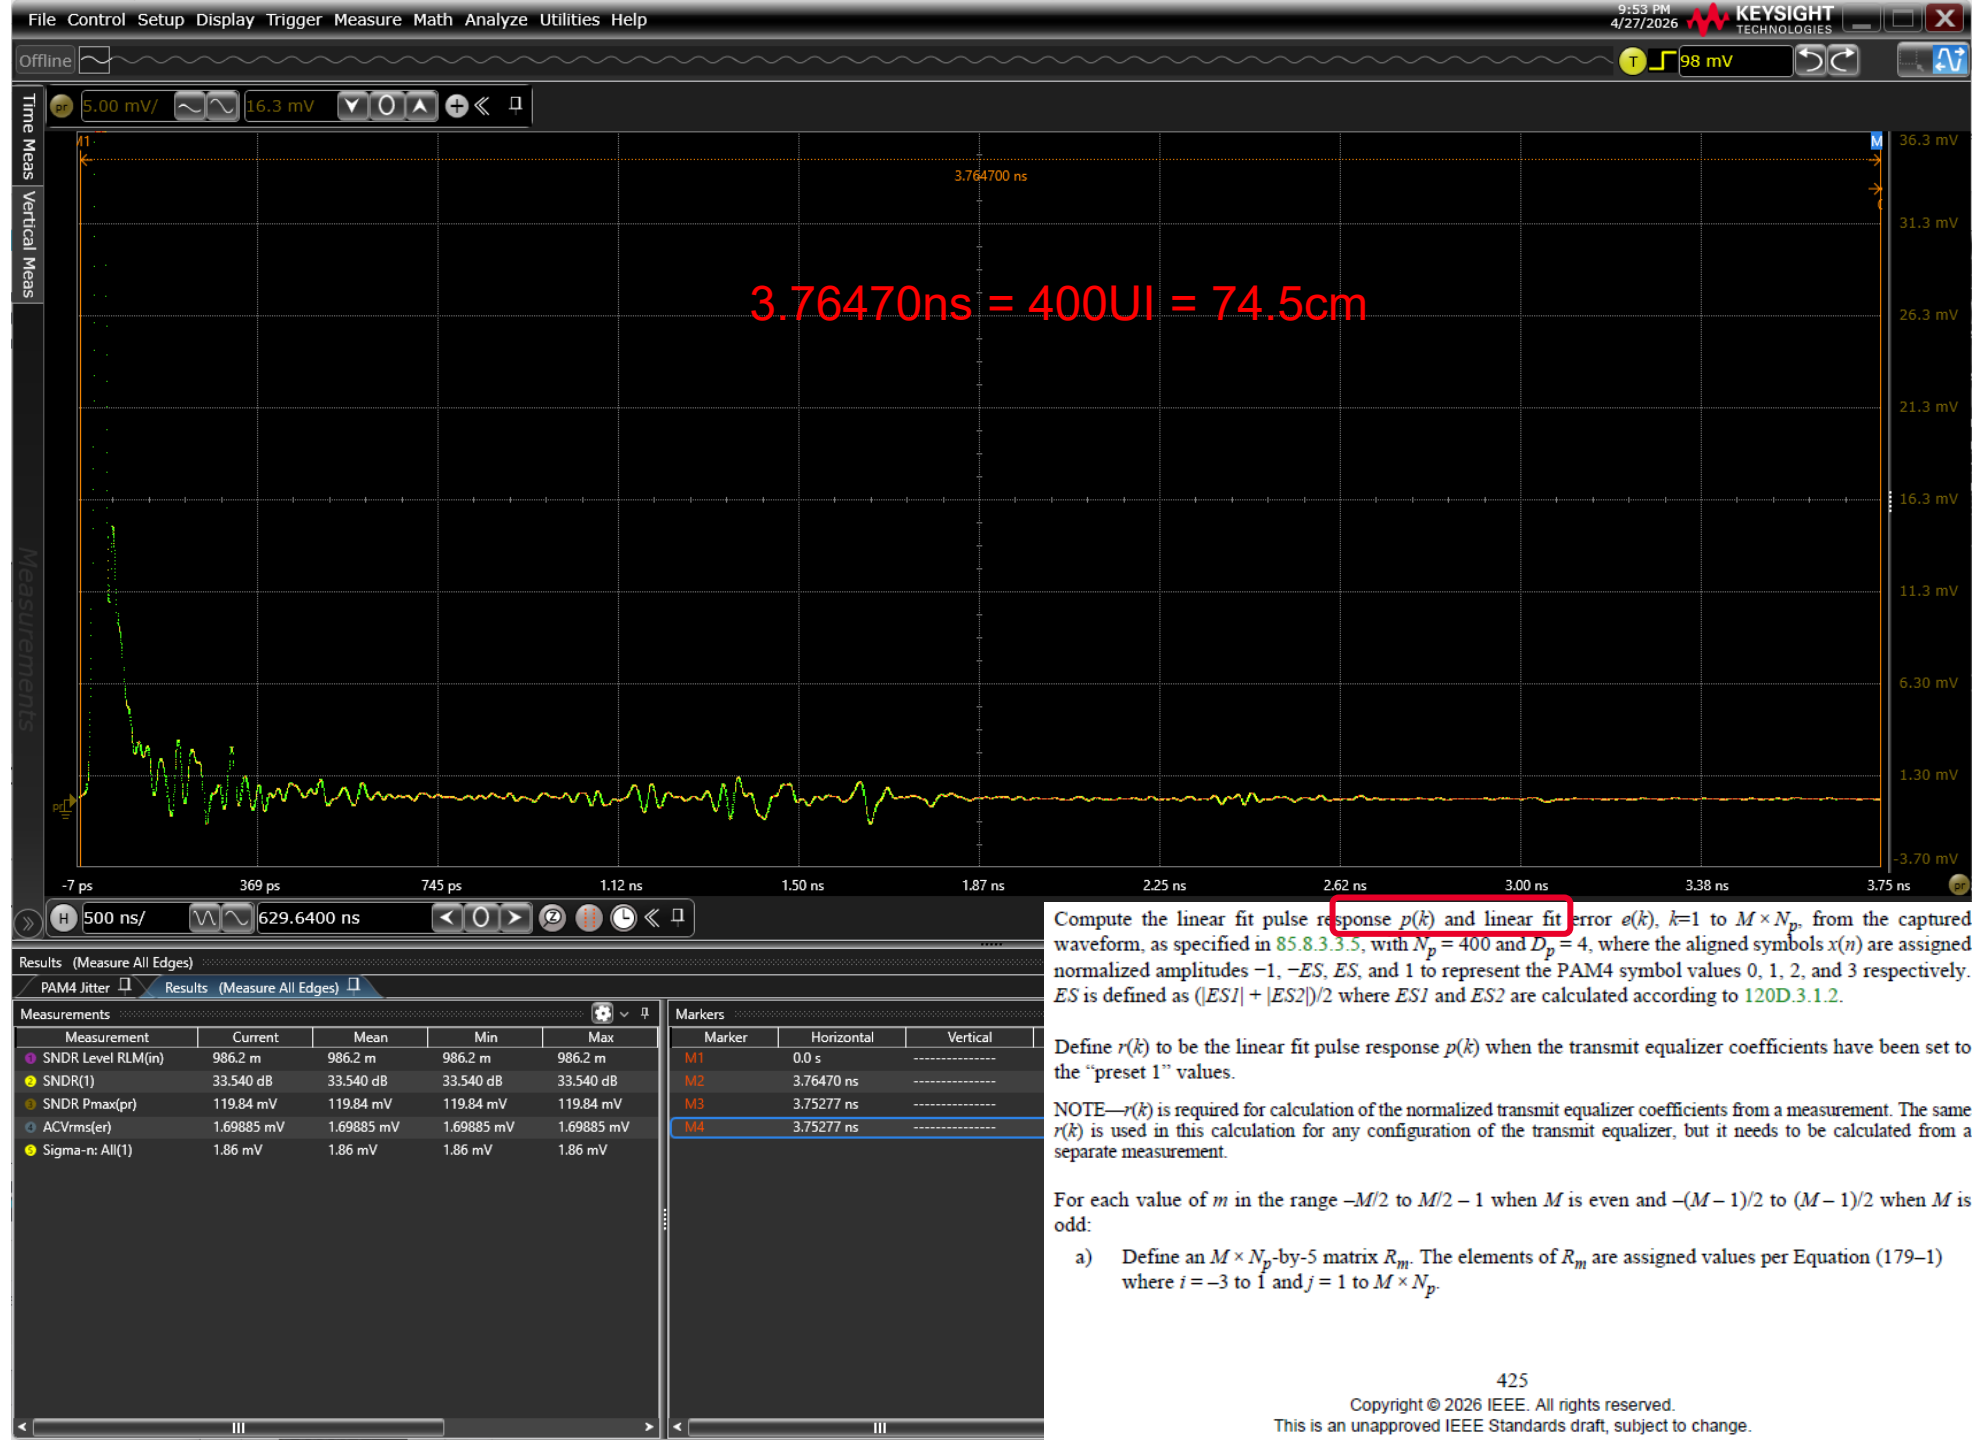 File Control Setup Display Trigger Measure Math Analyze Utilities Help
9:53 PM
4/27/2026
KEYSIGHT
TECHNOLOGIES
Offline
T
98 mV
pr
5.00 mV/
16.3 mV
Time Meas
Vertical Meas
Measurements
M
3.764700 ns
36.3 mV
31.3 mV
26.3 mV
21.3 mV
16.3 mV
11.3 mV
6.30 mV
1.30 mV
-3.70 mV
3.76470ns = 400UI = 74.5cm
-7 ps 369 ps 745 ps 1.12 ns 1.50 ns 1.87 ns 2.25 ns 2.62 ns 3.00 ns 3.38 ns 3.75 ns
pr
H 500 ns/ 629.6400 ns
Results (Measure All Edges)
PAM4 Jitter Results (Measure All Edges)
Measurements
Measurement Current Mean Min Max
SNDR Level RLM(in) 986.2 m 986.2 m 986.2 m 986.2 m
SNDR(1) 33.540 dB 33.540 dB 33.540 dB 33.540 dB
SNDR Pmax(pr) 119.84 mV 119.84 mV 119.84 mV 119.84 mV
ACVrms(er) 1.69885 mV 1.69885 mV 1.69885 mV 1.69885 mV
Sigma-n: All(1) 1.86 mV 1.86 mV 1.86 mV 1.86 mV
Markers
Marker Horizontal Vertical
M1 0.0 s ---------------
M2 3.76470 ns ---------------
M3 3.75277 ns ---------------
M4 3.75277 ns ---------------
Compute the linear fit pulse response p(k) and linear fit error e(k), k=1 to M × Np, from the captured
waveform, as specified in 85.8.3.3.5, with Np = 400 and Dp = 4, where the aligned symbols x(n) are assigned
normalized amplitudes −1, −ES, ES, and 1 to represent the PAM4 symbol values 0, 1, 2, and 3 respectively.
ES is defined as (|ES1| + |ES2|)/2 where ES1 and ES2 are calculated according to 120D.3.1.2.
Define r(k) to be the linear fit pulse response p(k) when the transmit equalizer coefficients have been set to
the “preset 1” values.
NOTE—r(k) is required for calculation of the normalized transmit equalizer coefficients from a measurement. The same
r(k) is used in this calculation for any configuration of the transmit equalizer, but it needs to be calculated from a
separate measurement.
For each value of m in the range –M/2 to M/2 – 1 when M is even and –(M – 1)/2 to (M – 1)/2 when M is
odd:
a) Define an M × Np-by-5 matrix Rm. The elements of Rm are assigned values per Equation (179–1)
where i = –3 to 1 and j = 1 to M × Np.
425
Copyright © 2026 IEEE. All rights reserved.
This is an unapproved IEEE Standards draft, subject to change.